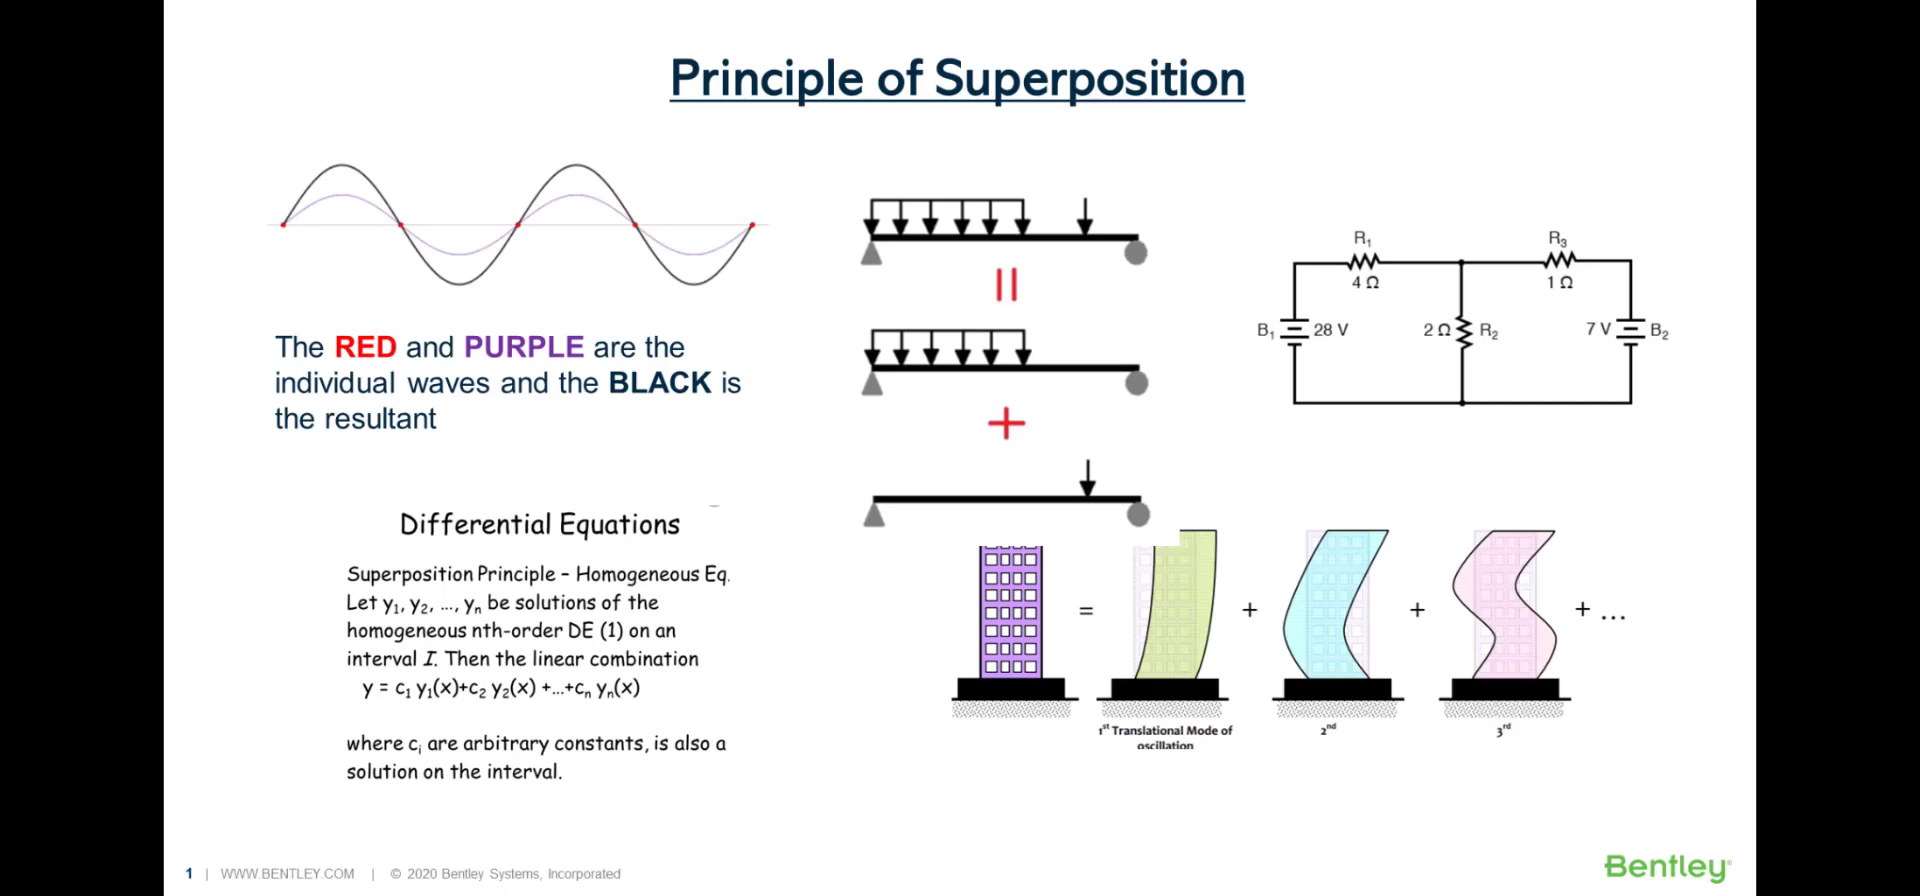 Principle of Superposition
The RED and PURPLE are the
individual waves and the BLACK is
the resultant
R₁
4 Ω
R₃
1 Ω
B₁
28 V
2 Ω
R₂
7 V
B₂
Differential Equations
Superposition Principle – Homogeneous Eq.
Let y₁, y₂, …, yₙ be solutions of the
homogeneous nth-order DE (1) on an
interval I. Then the linear combination
y = c₁ y₁(x)+c₂ y₂(x) +...+cₙ yₙ(x)
where cᵢ are arbitrary constants, is also a
solution on the interval.
= + + + ...
1st Translational Mode of
oscillation
2nd
3rd
1 | WWW.BENTLEY.COM | © 2020 Bentley Systems, Incorporated
Bentley®